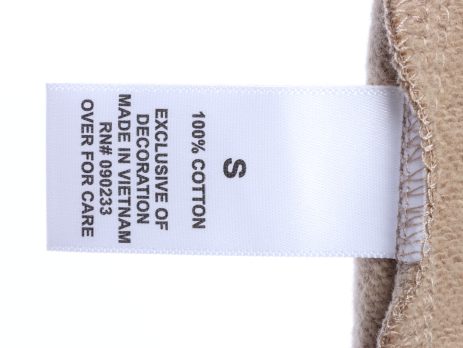 S
100% COTTON
EXCLUSIVE OF
DECORATION
MADE IN VIETNAM
RN# 090233
OVER FOR CARE